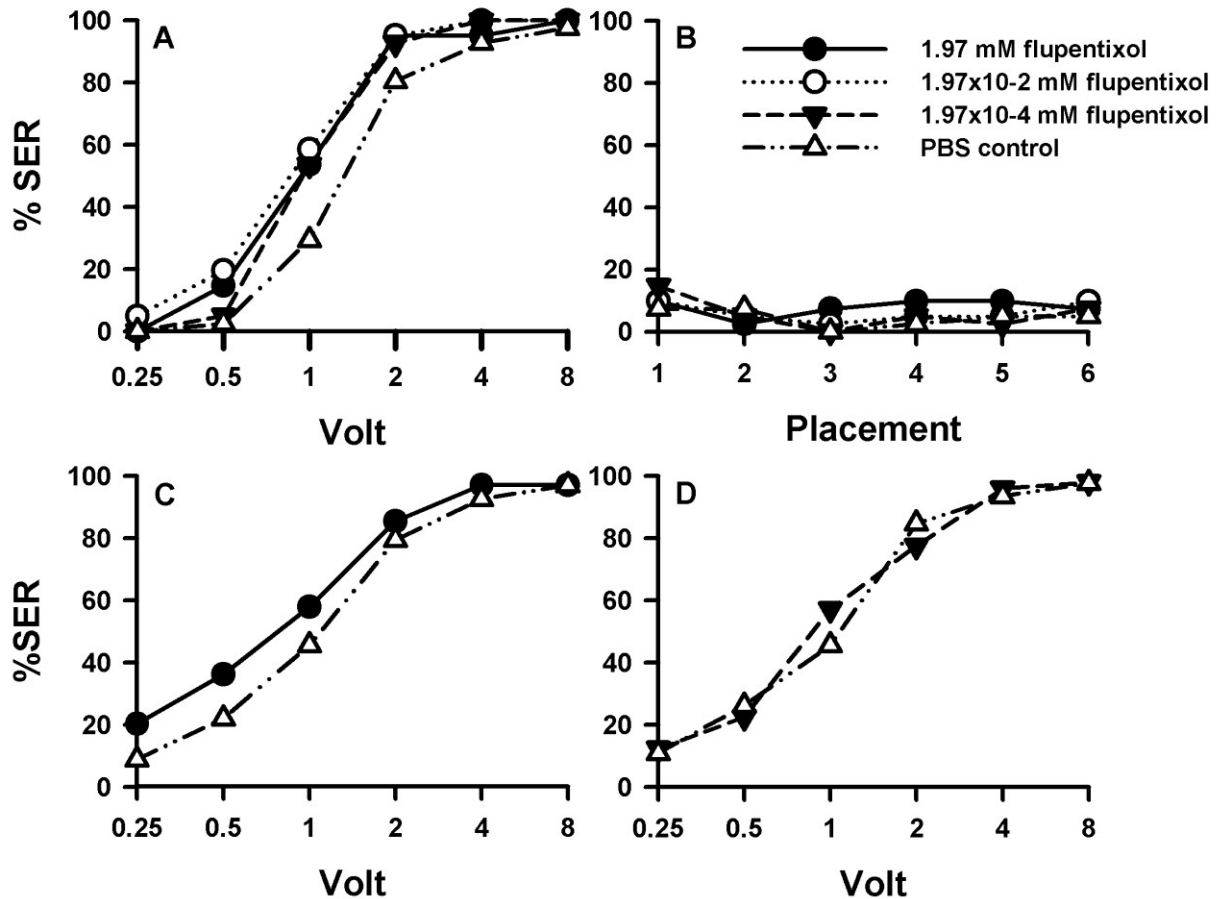 A
100
80
60
40
20
0
% SER
0.25 0.5 1 2 4 8
Volt
B
100
80
60
40
20
0
1.97 mM flupentixol
1.97x10-2 mM flupentixol
1.97x10-4 mM flupentixol
PBS control
1 2 3 4 5 6
Placement
C
100
80
60
40
20
0
%SER
0.25 0.5 1 2 4 8
Volt
D
100
80
60
40
20
0
0.25 0.5 1 2 4 8
Volt